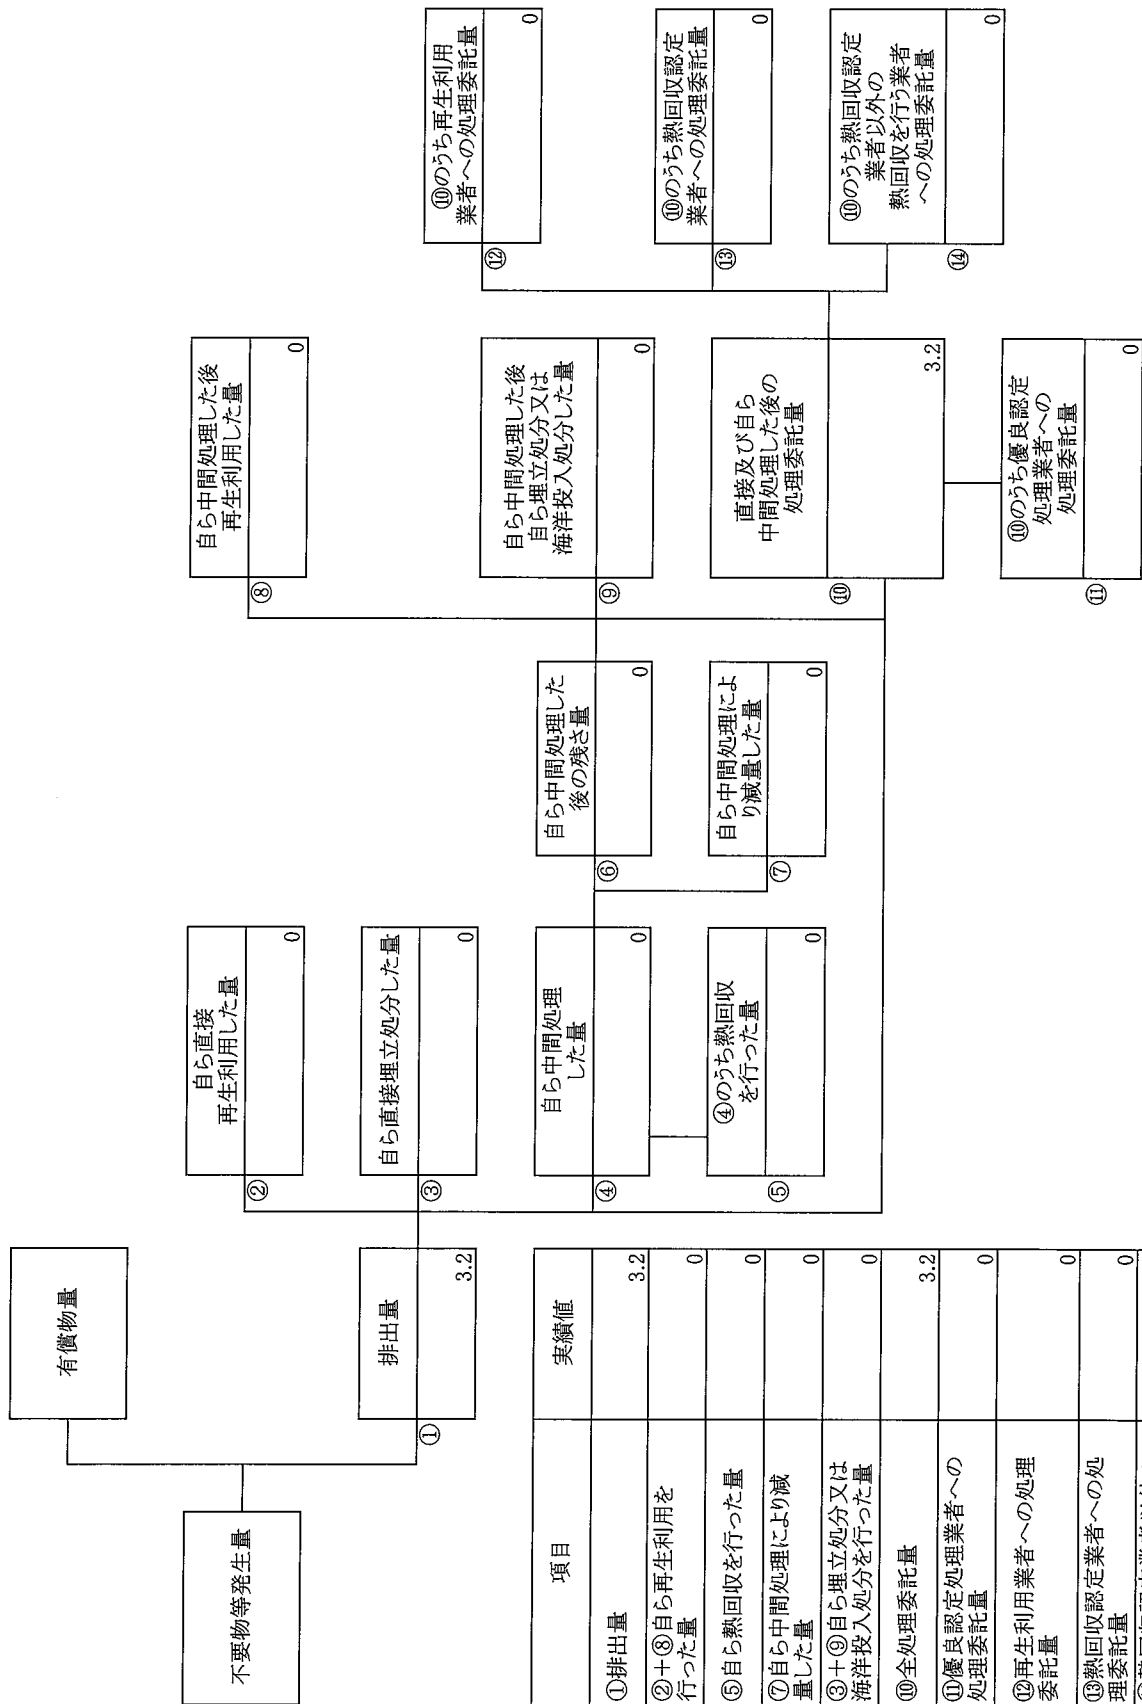 不要物等発生量
有償物量
①
排出量
3.2
②
自ら直接
再生利用した量
0
③
自ら直接埋立処分した量
0
④
自ら中間処理
した量
0
⑤
④のうち熱回収
を行った量
0
⑥
自ら中間処理した
後の残さ量
0
⑦
自ら中間処理によ
り減量した量
0
⑧
自ら中間処理した後
再生利用した量
0
⑨
自ら中間処理した後
自ら埋立処分又は
海洋投入処分した量
0
⑩
直接及び自ら
中間処理した後の
処理委託量
3.2
⑪
⑩のうち優良認定
処理業者への
処理委託量
0
⑫
⑩のうち再生利用
業者への処理委託量
0
⑬
⑩のうち熱回収認定
業者への処理委託量
0
⑭
⑩のうち熱回収認定
業者以外の
熱回収を行う業者
への処理委託量
0
項目
実績値
①排出量
3.2
②+⑧自ら再生利用を
行った量
0
⑤自ら熱回収を行った量
0
⑦自ら中間処理により減
量した量
0
③+⑨自ら埋立処分又は
海洋投入処分を行った量
0
⑩全処理委託量
3.2
⑪優良認定処理業者への
処理委託量
0
⑫再生利用業者への処理
委託量
0
⑬熱回収認定業者への処
理委託量
0